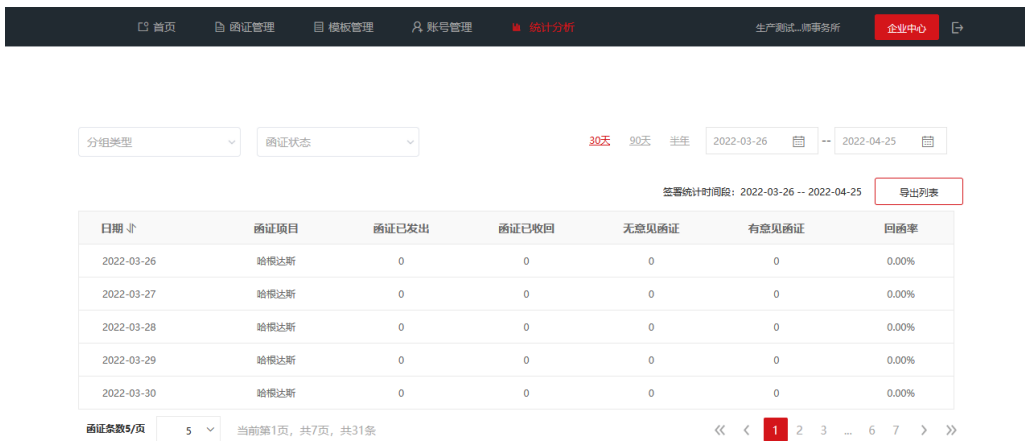 首页 函证管理 模板管理 账号管理 统计分析 生产测试...师事务所 企业中心
分组类型 函证状态 30天 90天 半年 2022-03-26 -- 2022-04-25
签署统计时间段：2022-03-26 -- 2022-04-25 导出列表
日期 函证项目 函证已发出 函证已收回 无意见函证 有意见函证 回函率
2022-03-26 哈根达斯 0 0 0 0 0.00%
2022-03-27 哈根达斯 0 0 0 0 0.00%
2022-03-28 哈根达斯 0 0 0 0 0.00%
2022-03-29 哈根达斯 0 0 0 0 0.00%
2022-03-30 哈根达斯 0 0 0 0 0.00%
函证条数5/页 5 当前第1页，共7页，共31条 1 2 3 ... 6 7